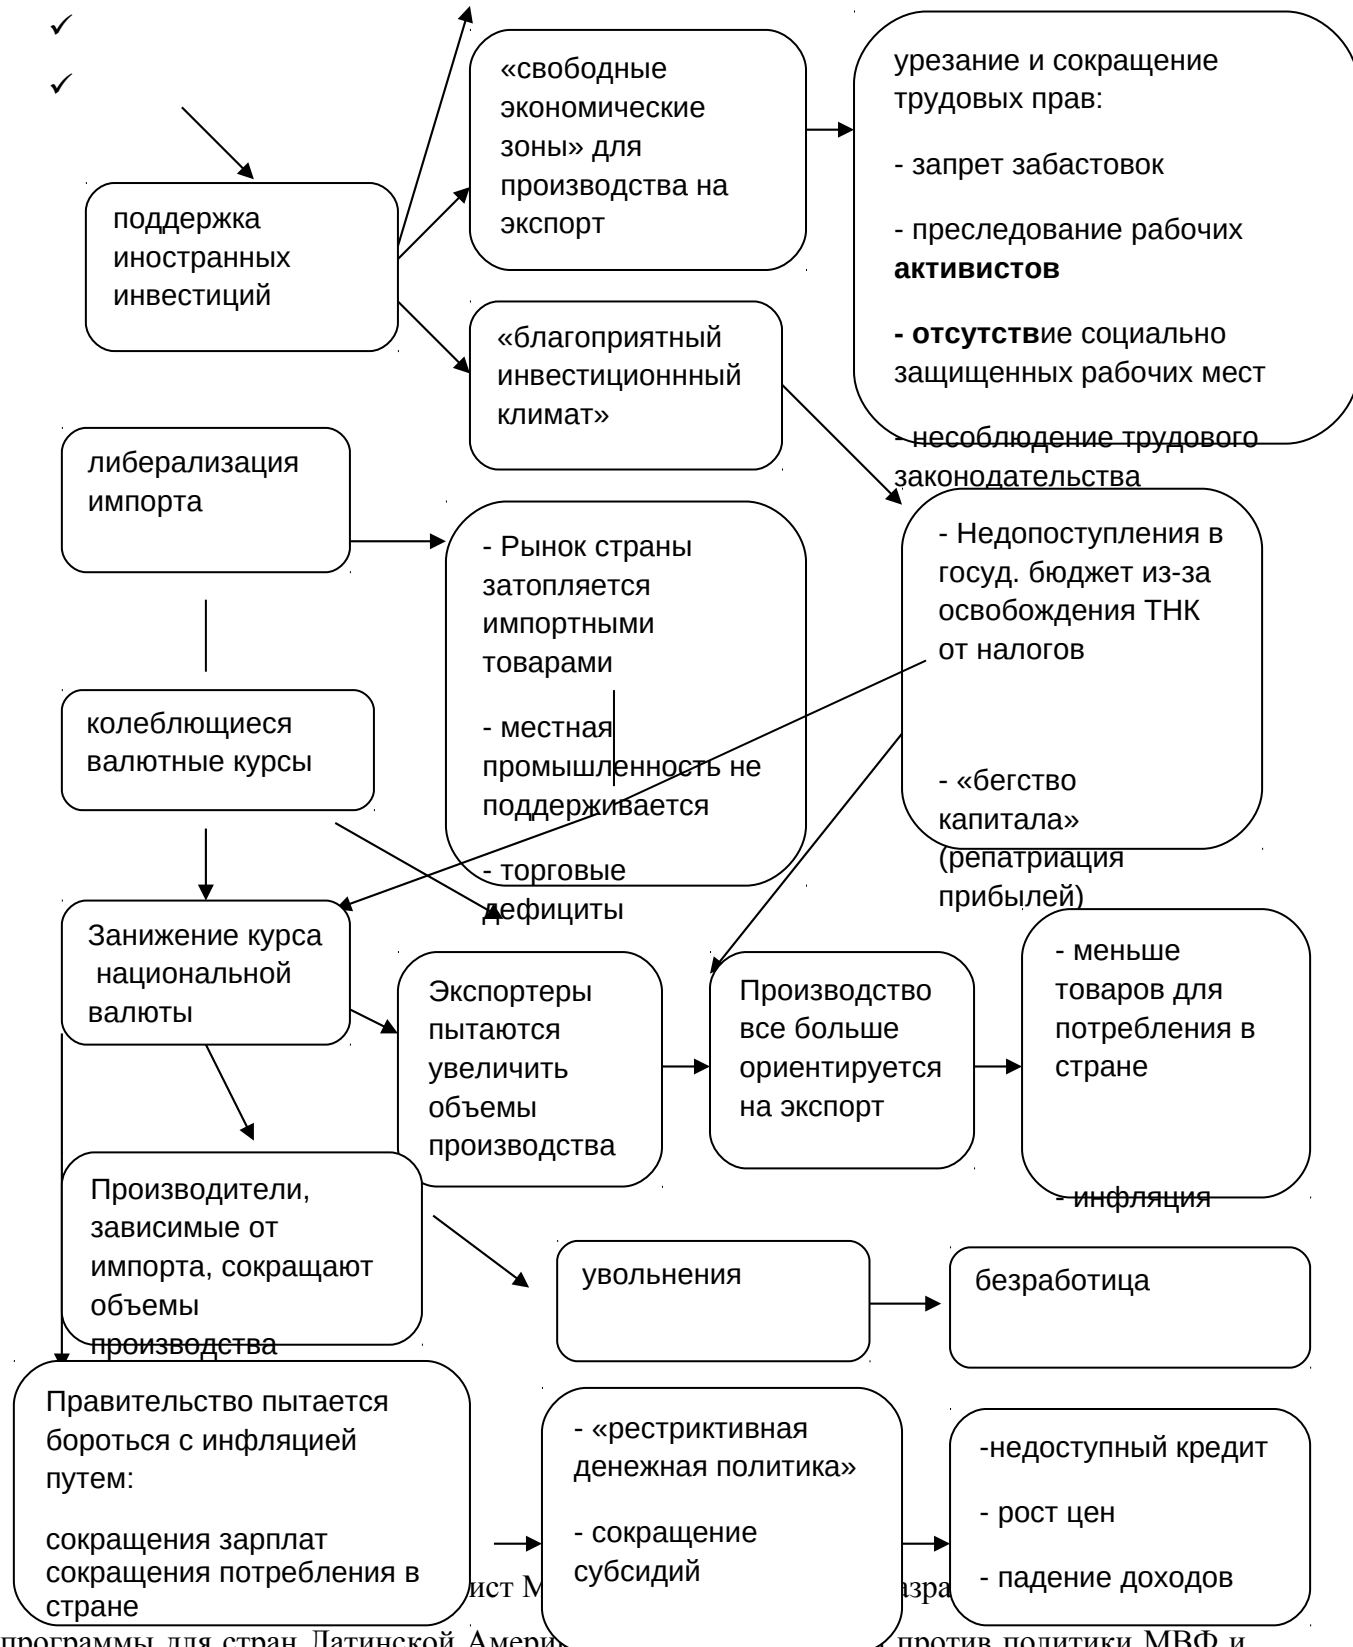 «свободные
экономические
зоны» для
производства на
экспорт
урезание и сокращение
трудовых прав:
- запрет забастовок
- преследование рабочих
активистов
- отсутствие социально
защищенных рабочих мест
- несоблюдение трудового
законодательства
поддержка
иностранных
инвестиций
«благоприятный
инвестиционнный
климат»
либерализация
импорта
- Рынок страны
затопляется
импортными
товарами
- местная
промышленность не
поддерживается
- торговые
дефициты
- Недопоступления в
госуд. бюджет из-за
освобождения ТНК
от налогов
- «бегство
капитала»
(репатриация
прибылей)
колеблющиеся
валютные курсы
Занижение курса
национальной
валюты
Экспортеры
пытаются
увеличить
объемы
производства
Производство
все больше
ориентируется
на экспорт
- меньше
товаров для
потребления в
стране
- инфляция
Производители,
зависимые от
импорта, сокращают
объемы
производства
увольнения
безработица
Правительство пытается
бороться с инфляцией
путем:
сокращения зарплат
сокращения потребления в
стране
- «рестриктивная
денежная политика»
- сокращение
субсидий
-недоступный кредит
- рост цен
- падение доходов
программы для стран Латинской против политики МВФ и